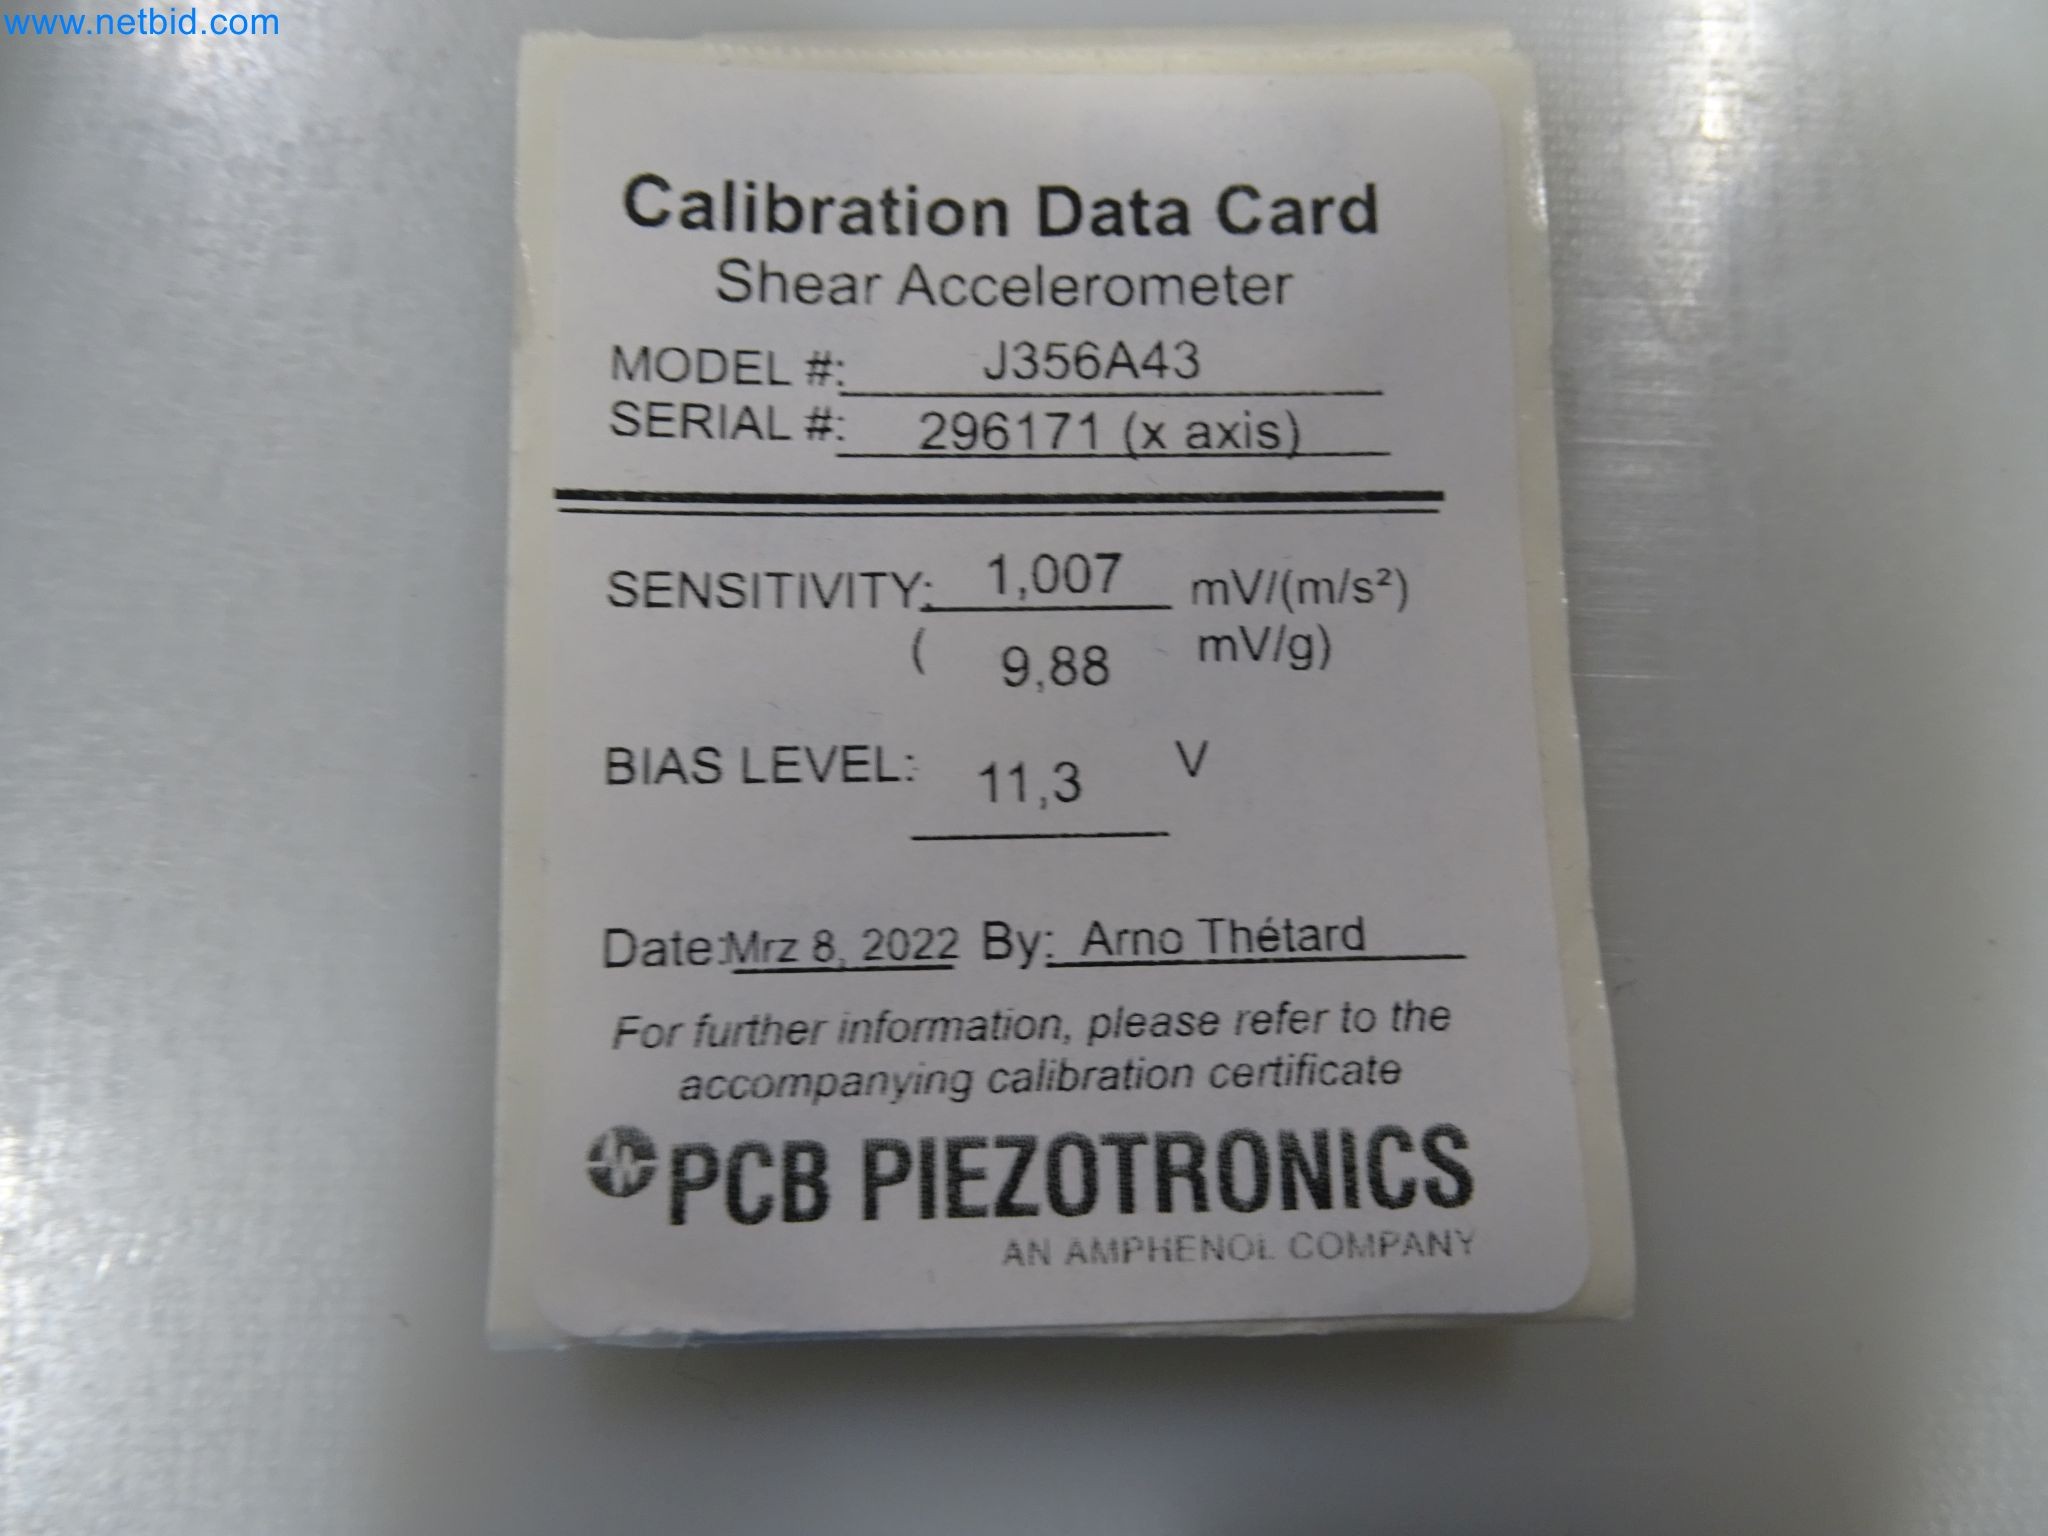 www.netbid.com
Calibration Data Card
Shear Accelerometer
MODEL #: J356A43
SERIAL #: 296171 (x axis)
SENSITIVITY: 1,007 mV/(m/s²)
( 9,88 mV/g)
BIAS LEVEL: 11,3 V
Date: Mrz 8, 2022 By: Arno Thétard
For further information, please refer to the
accompanying calibration certificate
PCB PIEZOTRONICS
AN AMPHENOL COMPANY